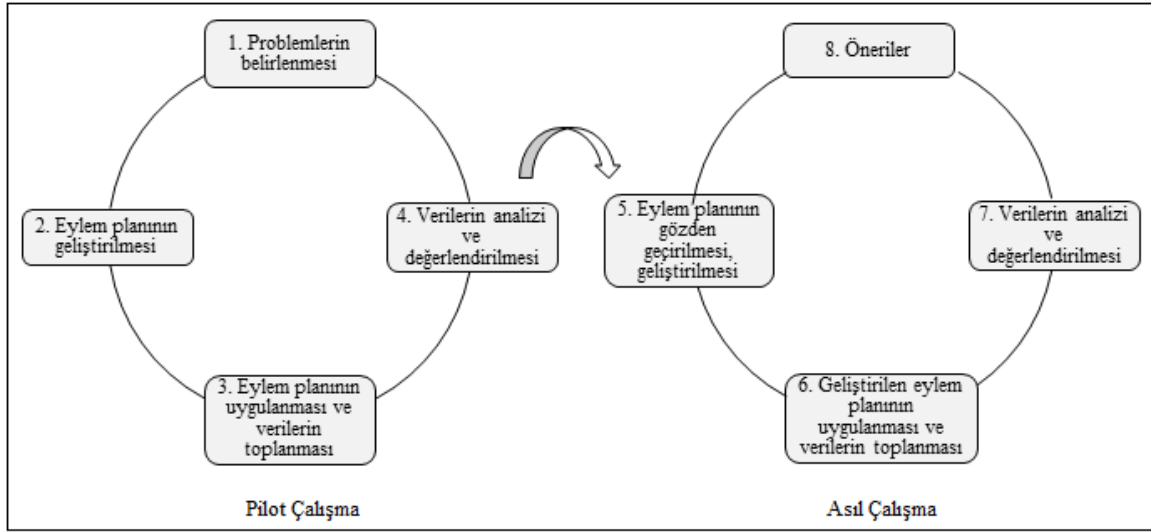 1. Problemlerin
belirlenmesi
2. Eylem planının
geliştirilmesi
3. Eylem planının
uygulanması ve
verilerin
toplanması
4. Verilerin analizi
ve
değerlendirilmesi
Pilot Çalışma
5. Eylem planının
gözden
geçirilmesi,
geliştirilmesi
6. Geliştirilen eylem
planının
uygulanması ve
verilerin toplanması
7. Verilerin analizi
ve
değerlendirilmesi
8. Öneriler
Asıl Çalışma